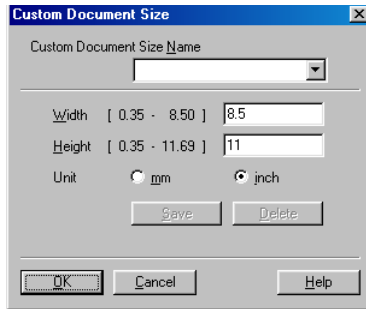 Custom Document Size
Custom Document Size Name
Width [ 0.35 - 8.50 ] 8.5
Height [ 0.35 - 11.69 ] 11
Unit mm inch
Save Delete
OK Cancel Help